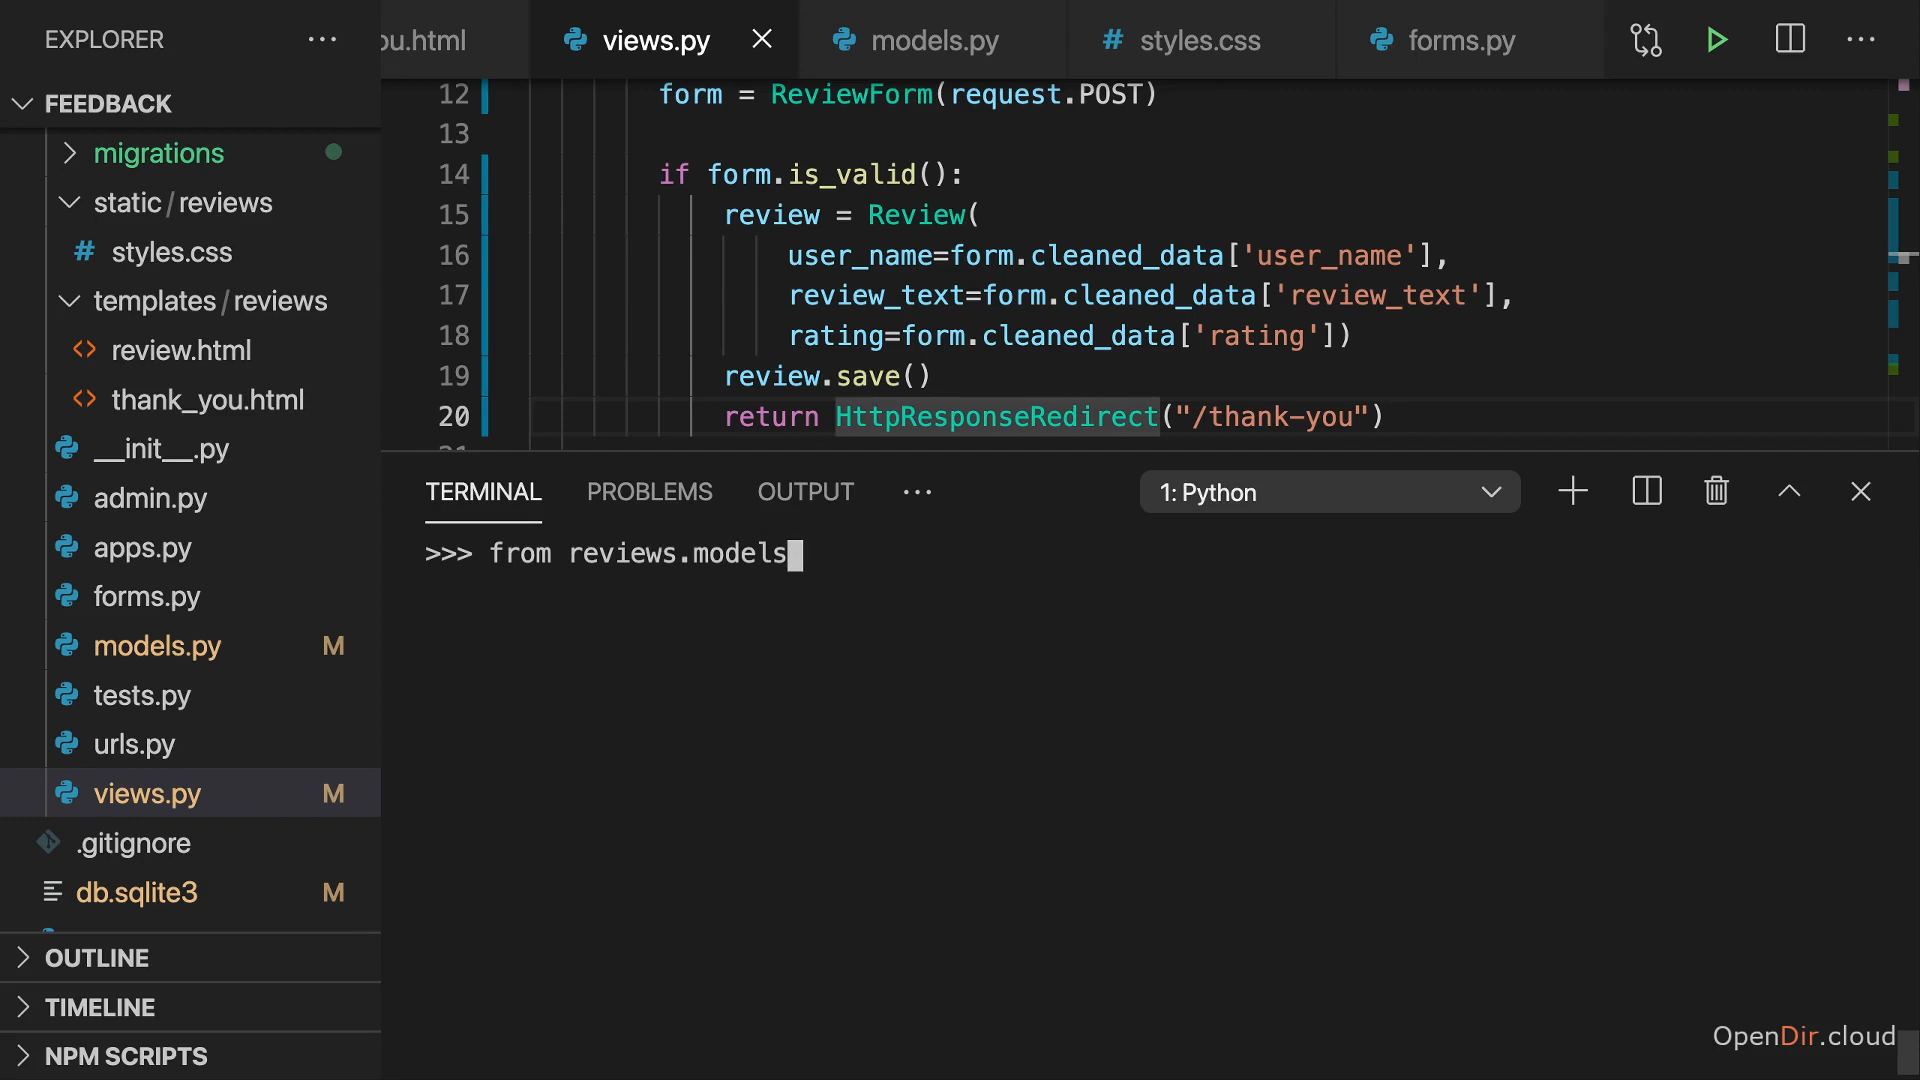 EXPLORER
FEEDBACK
migrations
static/reviews
styles.css
templates/reviews
review.html
thank_you.html
__init__.py
admin.py
apps.py
forms.py
models.py M
tests.py
urls.py
views.py M
.gitignore
db.sqlite3 M
OUTLINE
TIMELINE
NPM SCRIPTS
ou.html views.py models.py styles.css forms.py
12 form = ReviewForm(request.POST)
13
14 if form.is_valid():
15 review = Review(
16 user_name=form.cleaned_data['user_name'],
17 review_text=form.cleaned_data['review_text'],
18 rating=form.cleaned_data['rating'])
19 review.save()
20 return HttpResponseRedirect("/thank-you")
21
TERMINAL PROBLEMS OUTPUT 1: Python
>>> from reviews.models
OpenDir.cloud